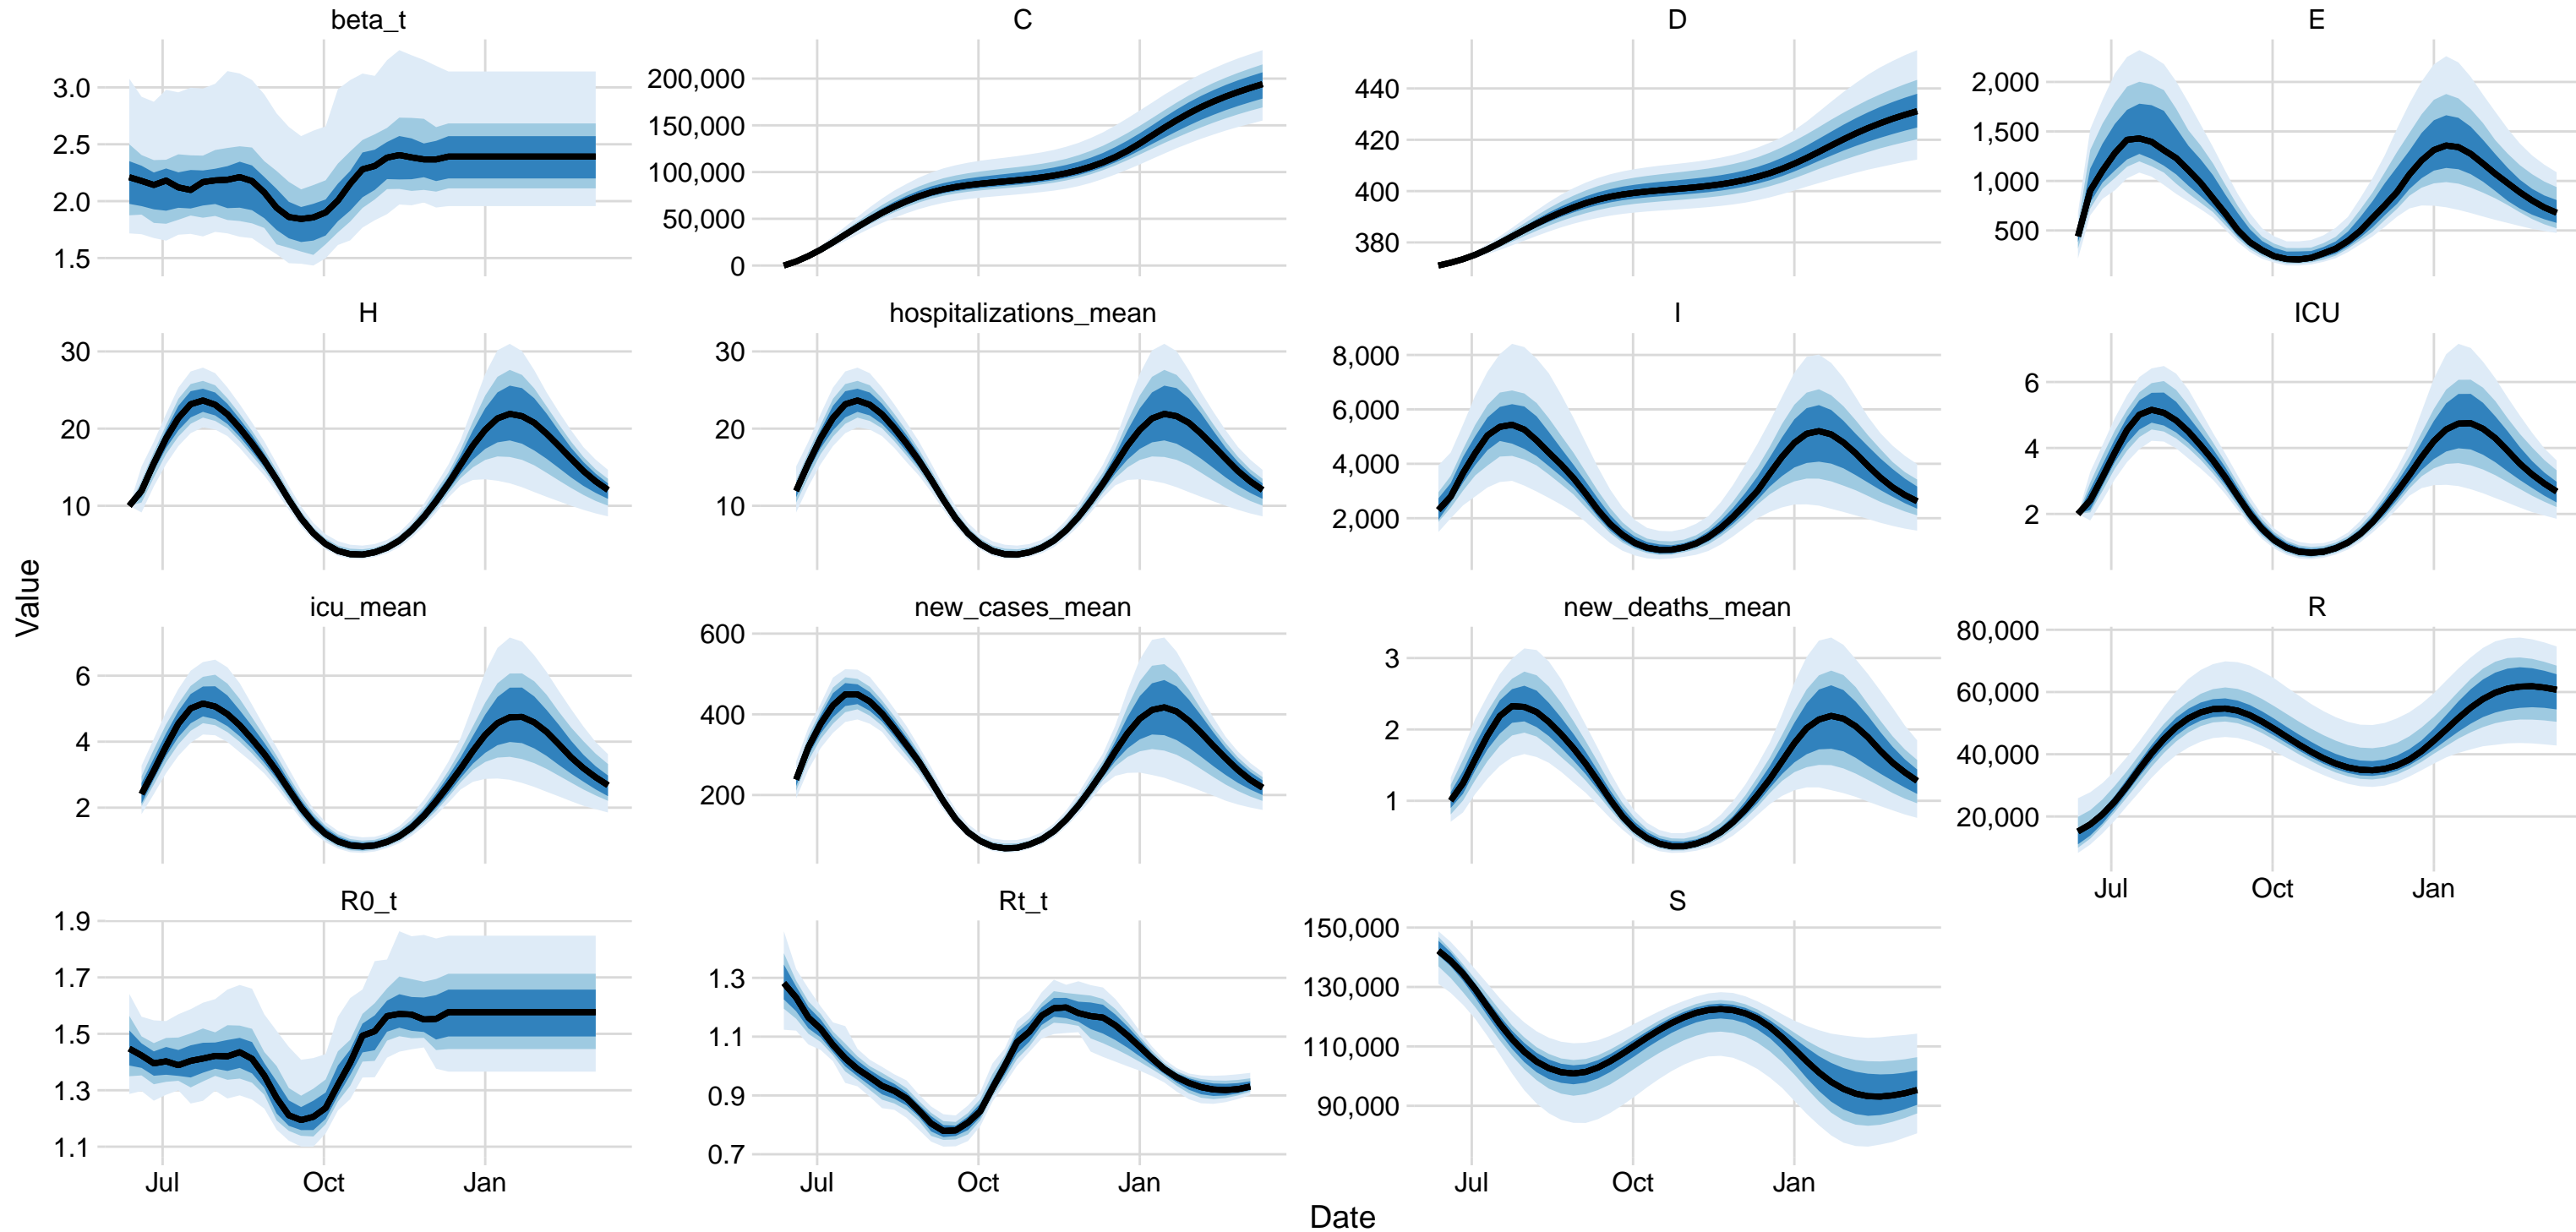 beta_t
3.0
2.5
2.0
1.5
C
200,000
150,000
100,000
50,000
0
D
440
420
400
380
E
2,000
1,500
1,000
500
H
30
20
10
hospitalizations_mean
30
20
10
I
8,000
6,000
4,000
2,000
ICU
6
4
2
Value
icu_mean
6
4
2
new_cases_mean
600
400
200
new_deaths_mean
3
2
1
R
80,000
60,000
40,000
20,000
Jul Oct Jan
R0_t
1.9
1.7
1.5
1.3
1.1
Jul Oct Jan
Rt_t
1.3
1.1
0.9
0.7
Jul Oct Jan
S
150,000
130,000
110,000
90,000
Jul Oct Jan
Date